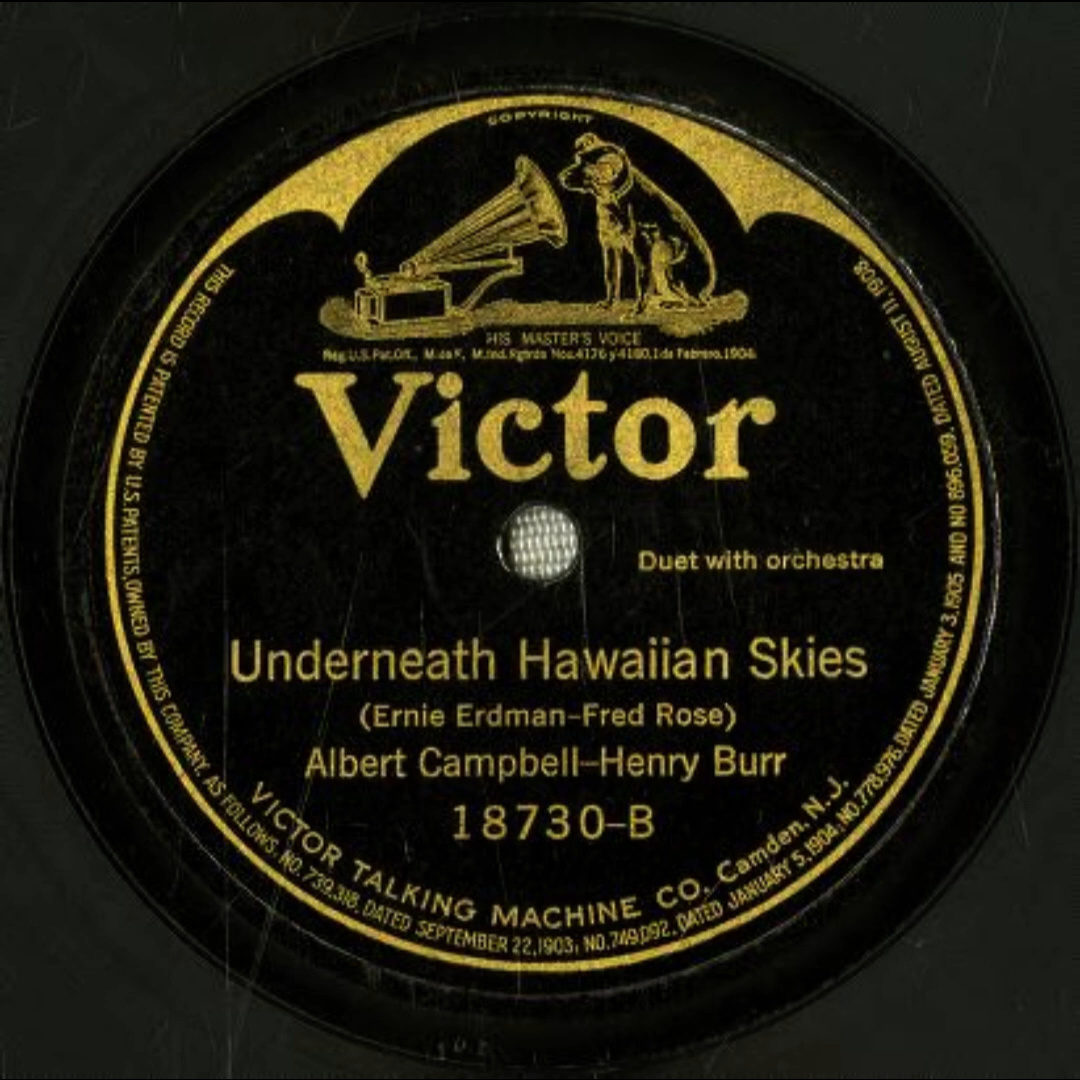 COPYRIGHT
HIS MASTER'S VOICE
Reg. U.S. Pat. Off., M. de F., M. Ind. Rgtrda Nos. 4176 y 4180, 1 de Febrero, 1904.
Victor
Duet with orchestra
Underneath Hawaiian Skies
(Ernie Erdman–Fred Rose)
Albert Campbell–Henry Burr
18730–B
VICTOR TALKING MACHINE CO. Camden. N. J.
THIS RECORD IS PATENTED BY U.S. PATENTS, OWNED BY THIS COMPANY, AS FOLLOWS. NO. 739,318, DATED SEPTEMBER 22, 1903; NO. 749,092, DATED JANUARY 5, 1904; NO. 778,976, DATED JANUARY 3, 1905 AND NO 896,059, DATED AUGUST 11, 1908